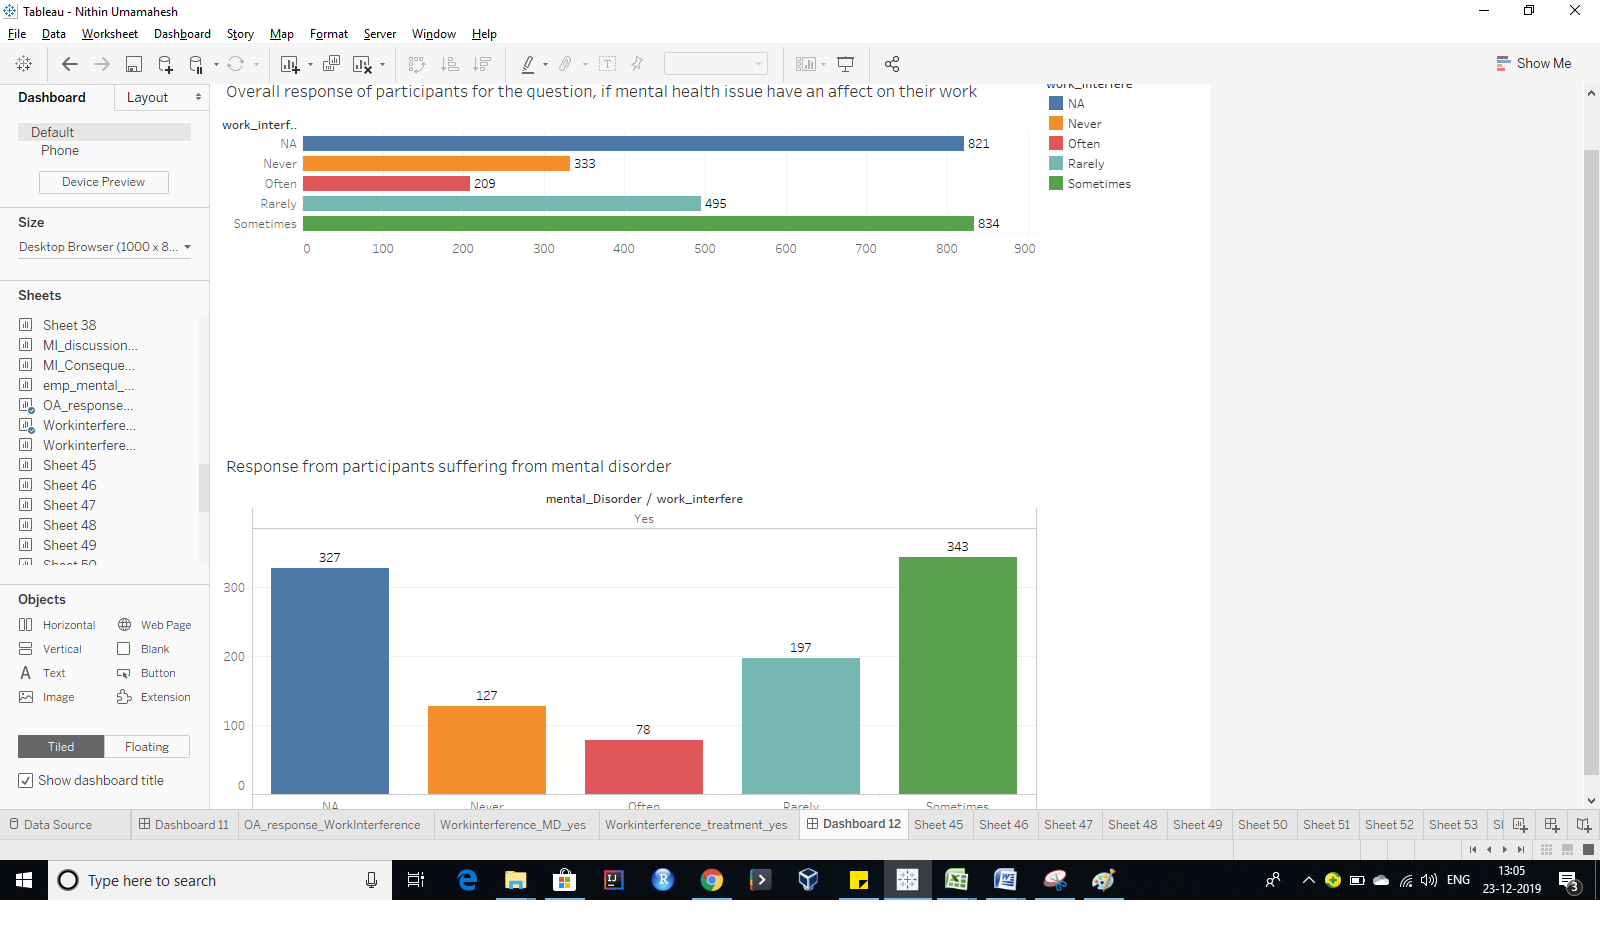 Tableau - Nithin Umamahesh
File Data Worksheet Dashboard Story Map Format Server Window Help
Show Me
Dashboard Layout
Default
Phone
Device Preview
Size
Desktop Browser (1000 x 8...
Sheets
Sheet 38
MI_discussion...
MI_Conseque...
emp_mental_...
OA_response...
Workinterfere...
Workinterfere...
Sheet 45
Sheet 46
Sheet 47
Sheet 48
Sheet 49
Sheet 50
Objects
Horizontal Web Page
Vertical Blank
Text Button
Image Extension
Tiled Floating
Show dashboard title
Overall response of participants for the question, if mental health issue have an affect on their work
work_interf..
NA 821
Never 333
Often 209
Rarely 495
Sometimes 834
0 100 200 300 400 500 600 700 800 900
work_interfere
NA
Never
Often
Rarely
Sometimes
Response from participants suffering from mental disorder
mental_Disorder / work_interfere
Yes
343
327
300
200
197
127
100
78
0
NA Never Often Rarely Sometimes
Data Source Dashboard 11 OA_response_WorkInterference Workinterference_MD_yes Workinterference_treatment_yes Dashboard 12 Sheet 45 Sheet 46 Sheet 47 Sheet 48 Sheet 49 Sheet 50 Sheet 51 Sheet 52 Sheet 53
Type here to search
ENG
13:05
23-12-2019
3